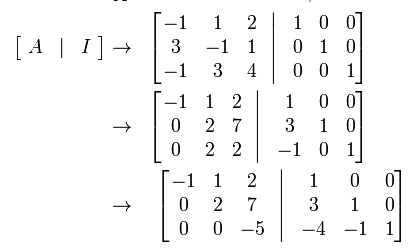 [ A | I ] → [ −1 1 2 | 1 0 0
3 −1 1 | 0 1 0
−1 3 4 | 0 0 1 ]
→ [ −1 1 2 | 1 0 0
0 2 7 | 3 1 0
0 2 2 | −1 0 1 ]
→ [ −1 1 2 | 1 0 0
0 2 7 | 3 1 0
0 0 −5 | −4 −1 1 ]